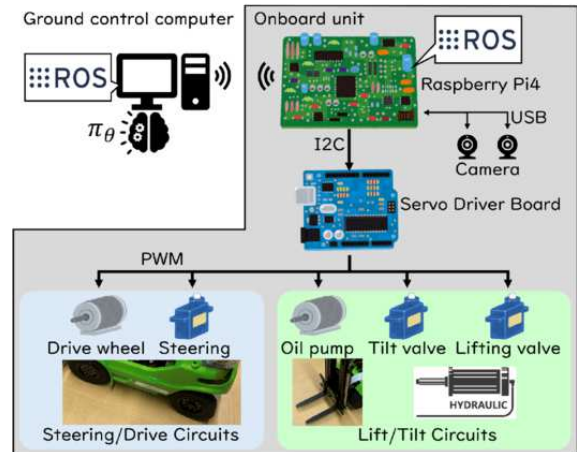 Ground control computer
Onboard unit
ROS
ROS
πθ
Raspberry Pi4
USB
I2C
Camera
Servo Driver Board
PWM
Drive wheel
Steering
Oil pump
Tilt valve
Lifting valve
HYDRAULIC
Steering/Drive Circuits
Lift/Tilt Circuits